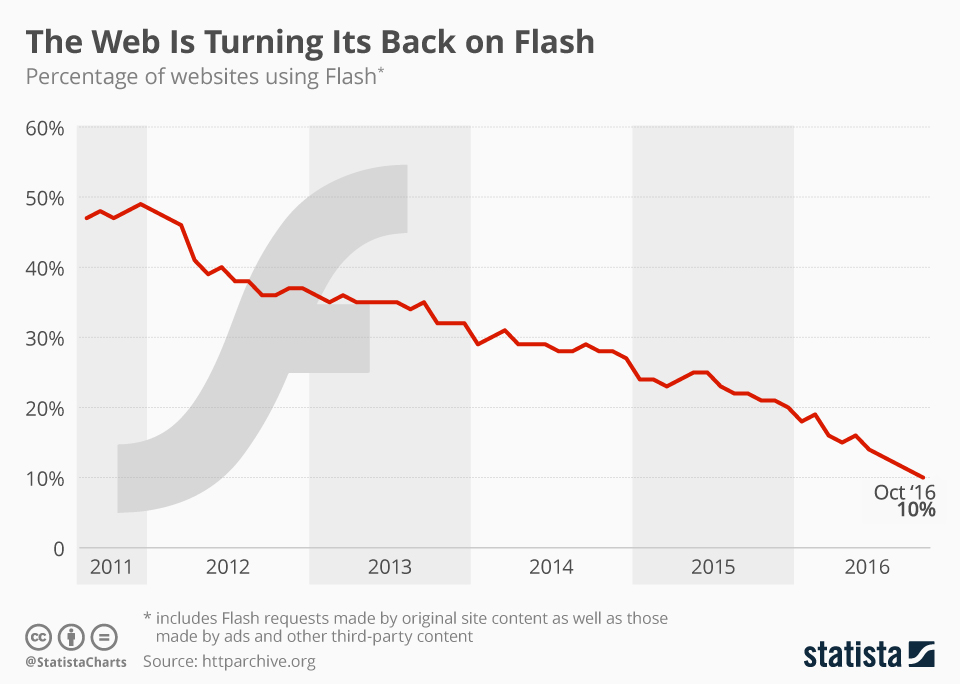 The Web Is Turning Its Back on Flash
Percentage of websites using Flash*
60%
50%
40%
30%
20%
10%
0
Oct ‘16
10%
2011 2012 2013 2014 2015 2016
* includes Flash requests made by original site content as well as those
made by ads and other third-party content
Source: httparchive.org
cc
@StatistaCharts
statista